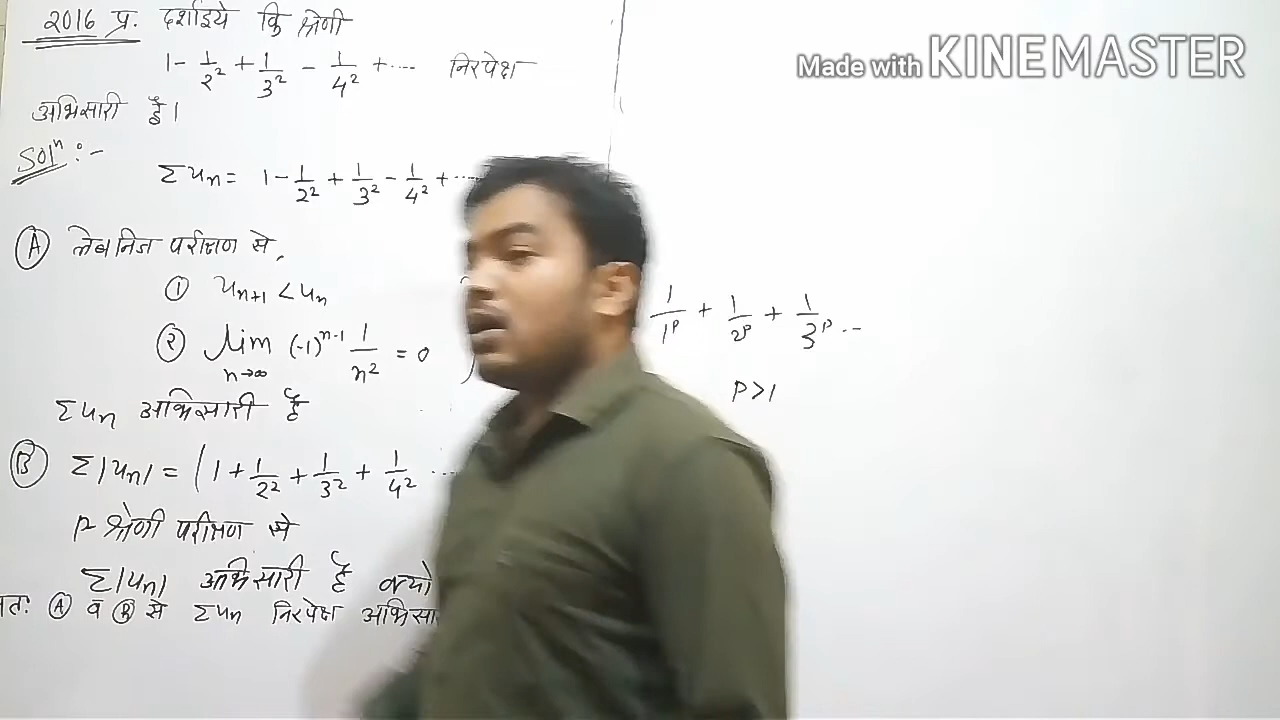 2016 प्र. दर्शाइये कि श्रेणी
1 - 1/2² + 1/3² - 1/4² + ---- निरपेक्ष
अभिसारी है।
Solⁿ :-
Σuₙ = 1 - 1/2² + 1/3² - 1/4² + ----
Ⓐ लेबनिज परीक्षण से,
① uₙ₊₁ < uₙ
② lim n→∞ (-1)ⁿ⁻¹ 1/n² = 0
Σuₙ अभिसारी है
Ⓑ Σ|uₙ| = (1 + 1/2² + 1/3² + 1/4² ...
P श्रेणी परीक्षण से
Σ|uₙ| अभिसारी है
Ⓐ व Ⓑ से Σuₙ निरपेक्ष
1/1ᵖ + 1/2ᵖ + 1/3ᵖ ---
P>1
Made with KINEMASTER